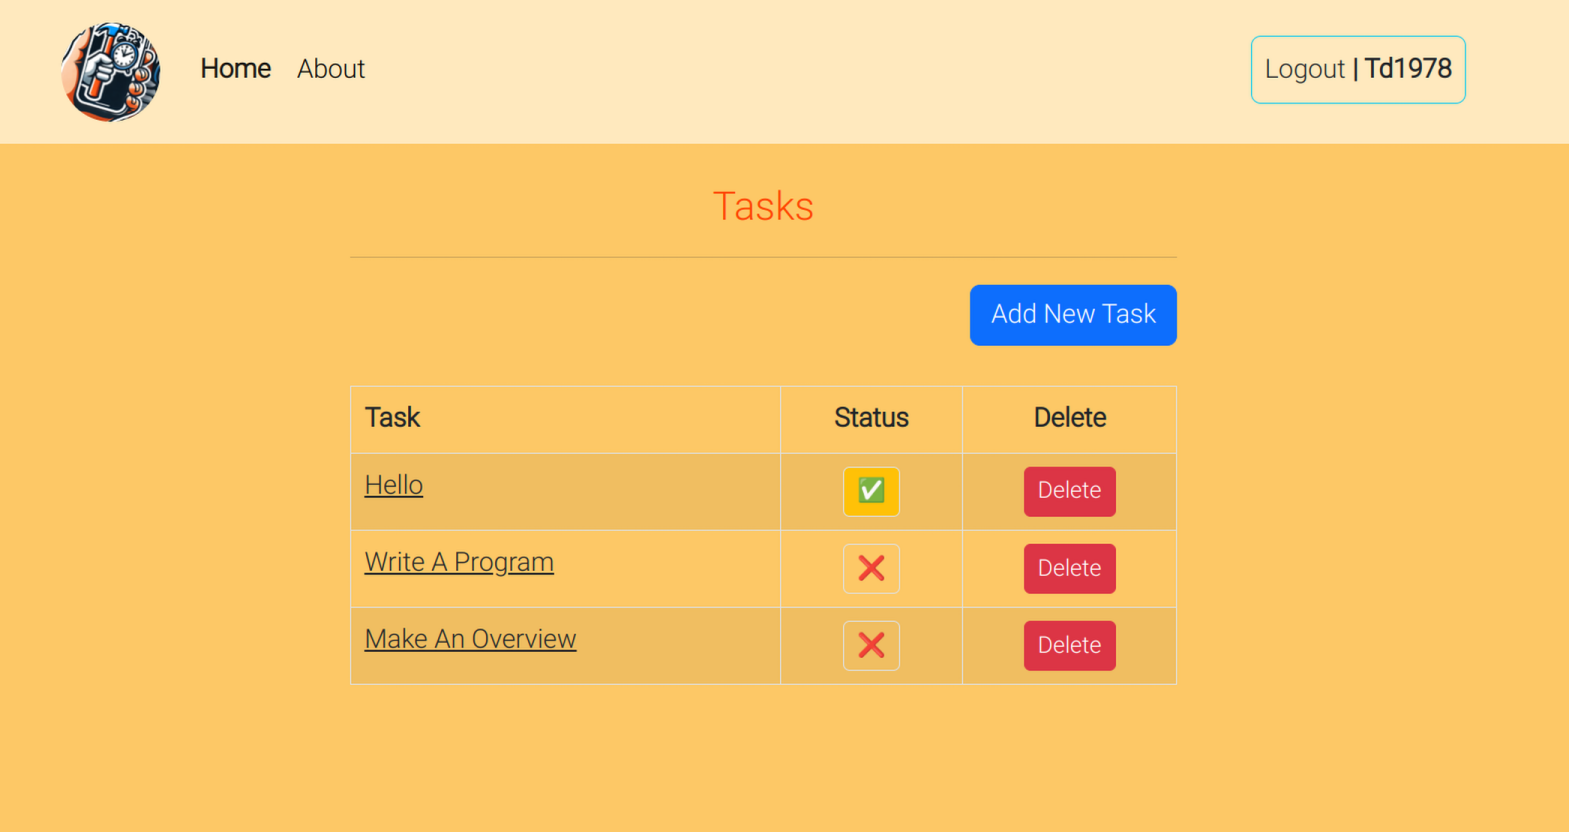 Home About Logout | Td1978
Tasks
Add New Task
Task Status Delete
Hello ✅ Delete
Write A Program ❌ Delete
Make An Overview ❌ Delete